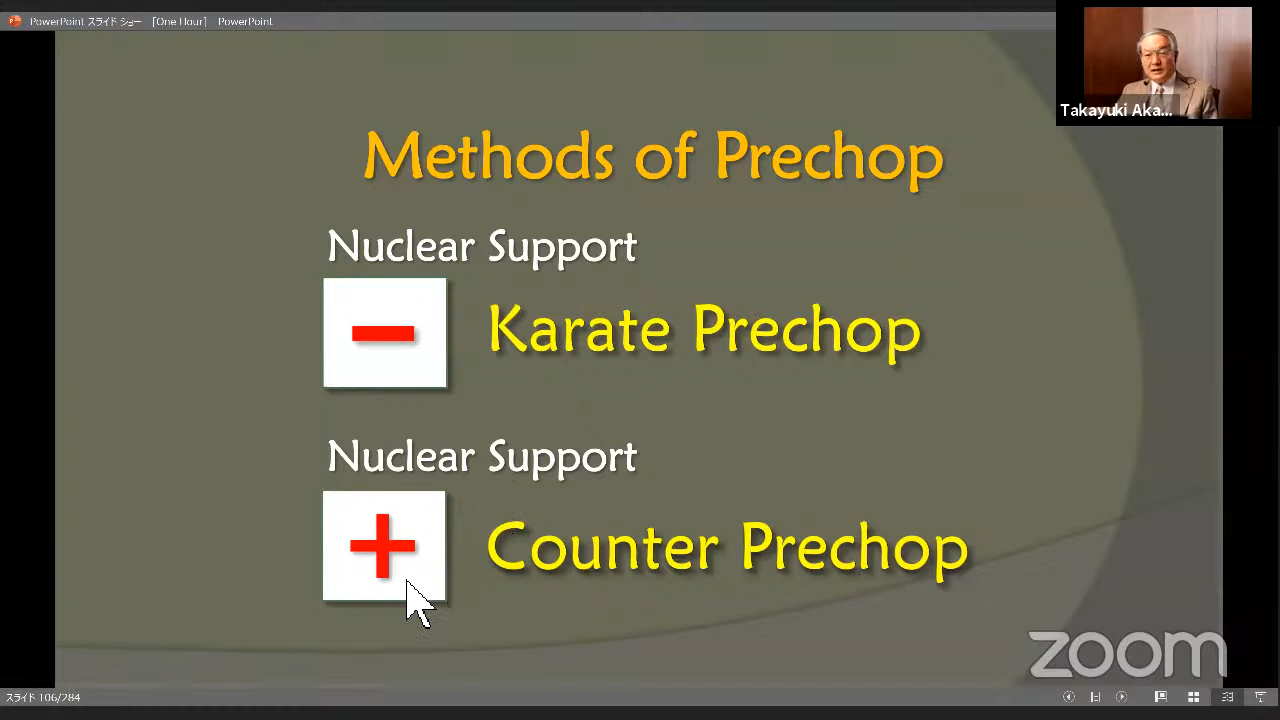 PowerPoint スライド ショー [One Hour] PowerPoint
Takayuki Aka...
Methods of Prechop
Nuclear Support
− Karate Prechop
Nuclear Support
+ Counter Prechop
zoom
スライド 106/284